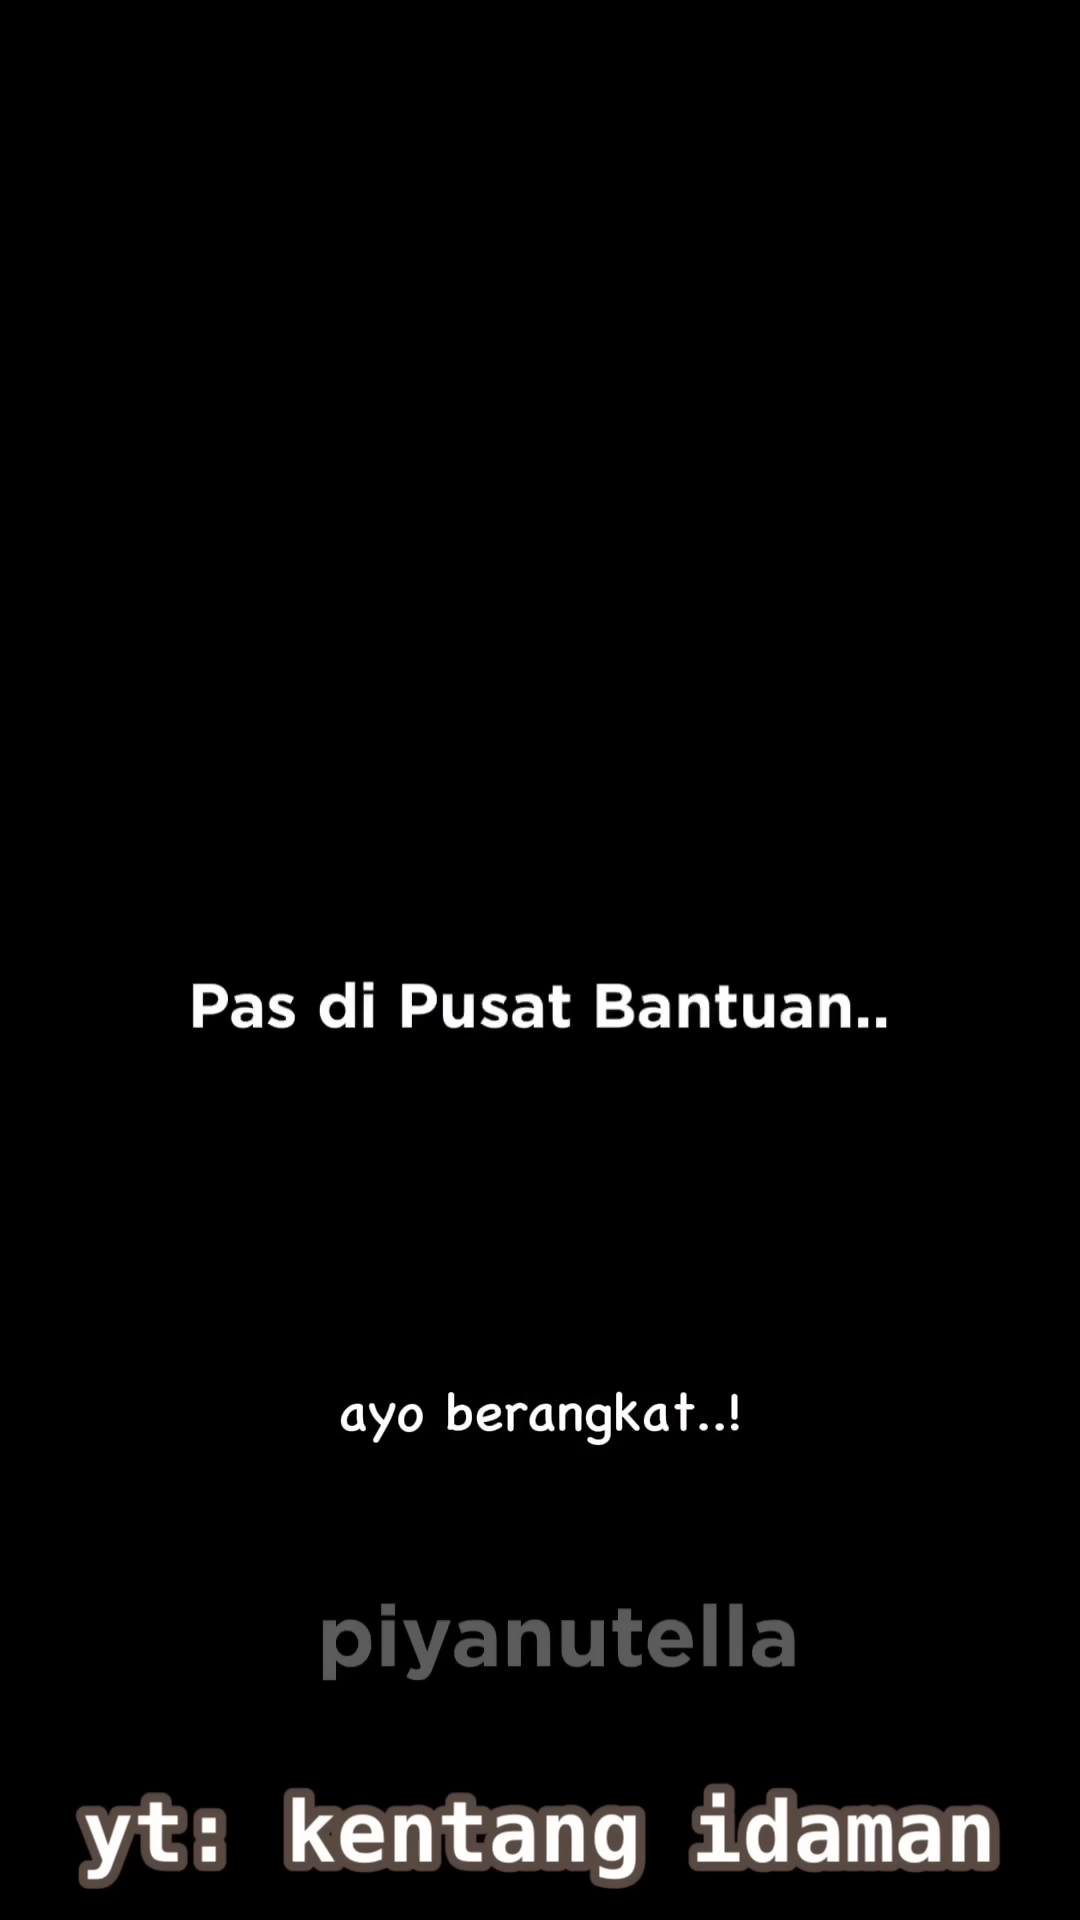 Pas di Pusat Bantuan..
ayo berangkat..!
piyanutella
yt: kentang idaman